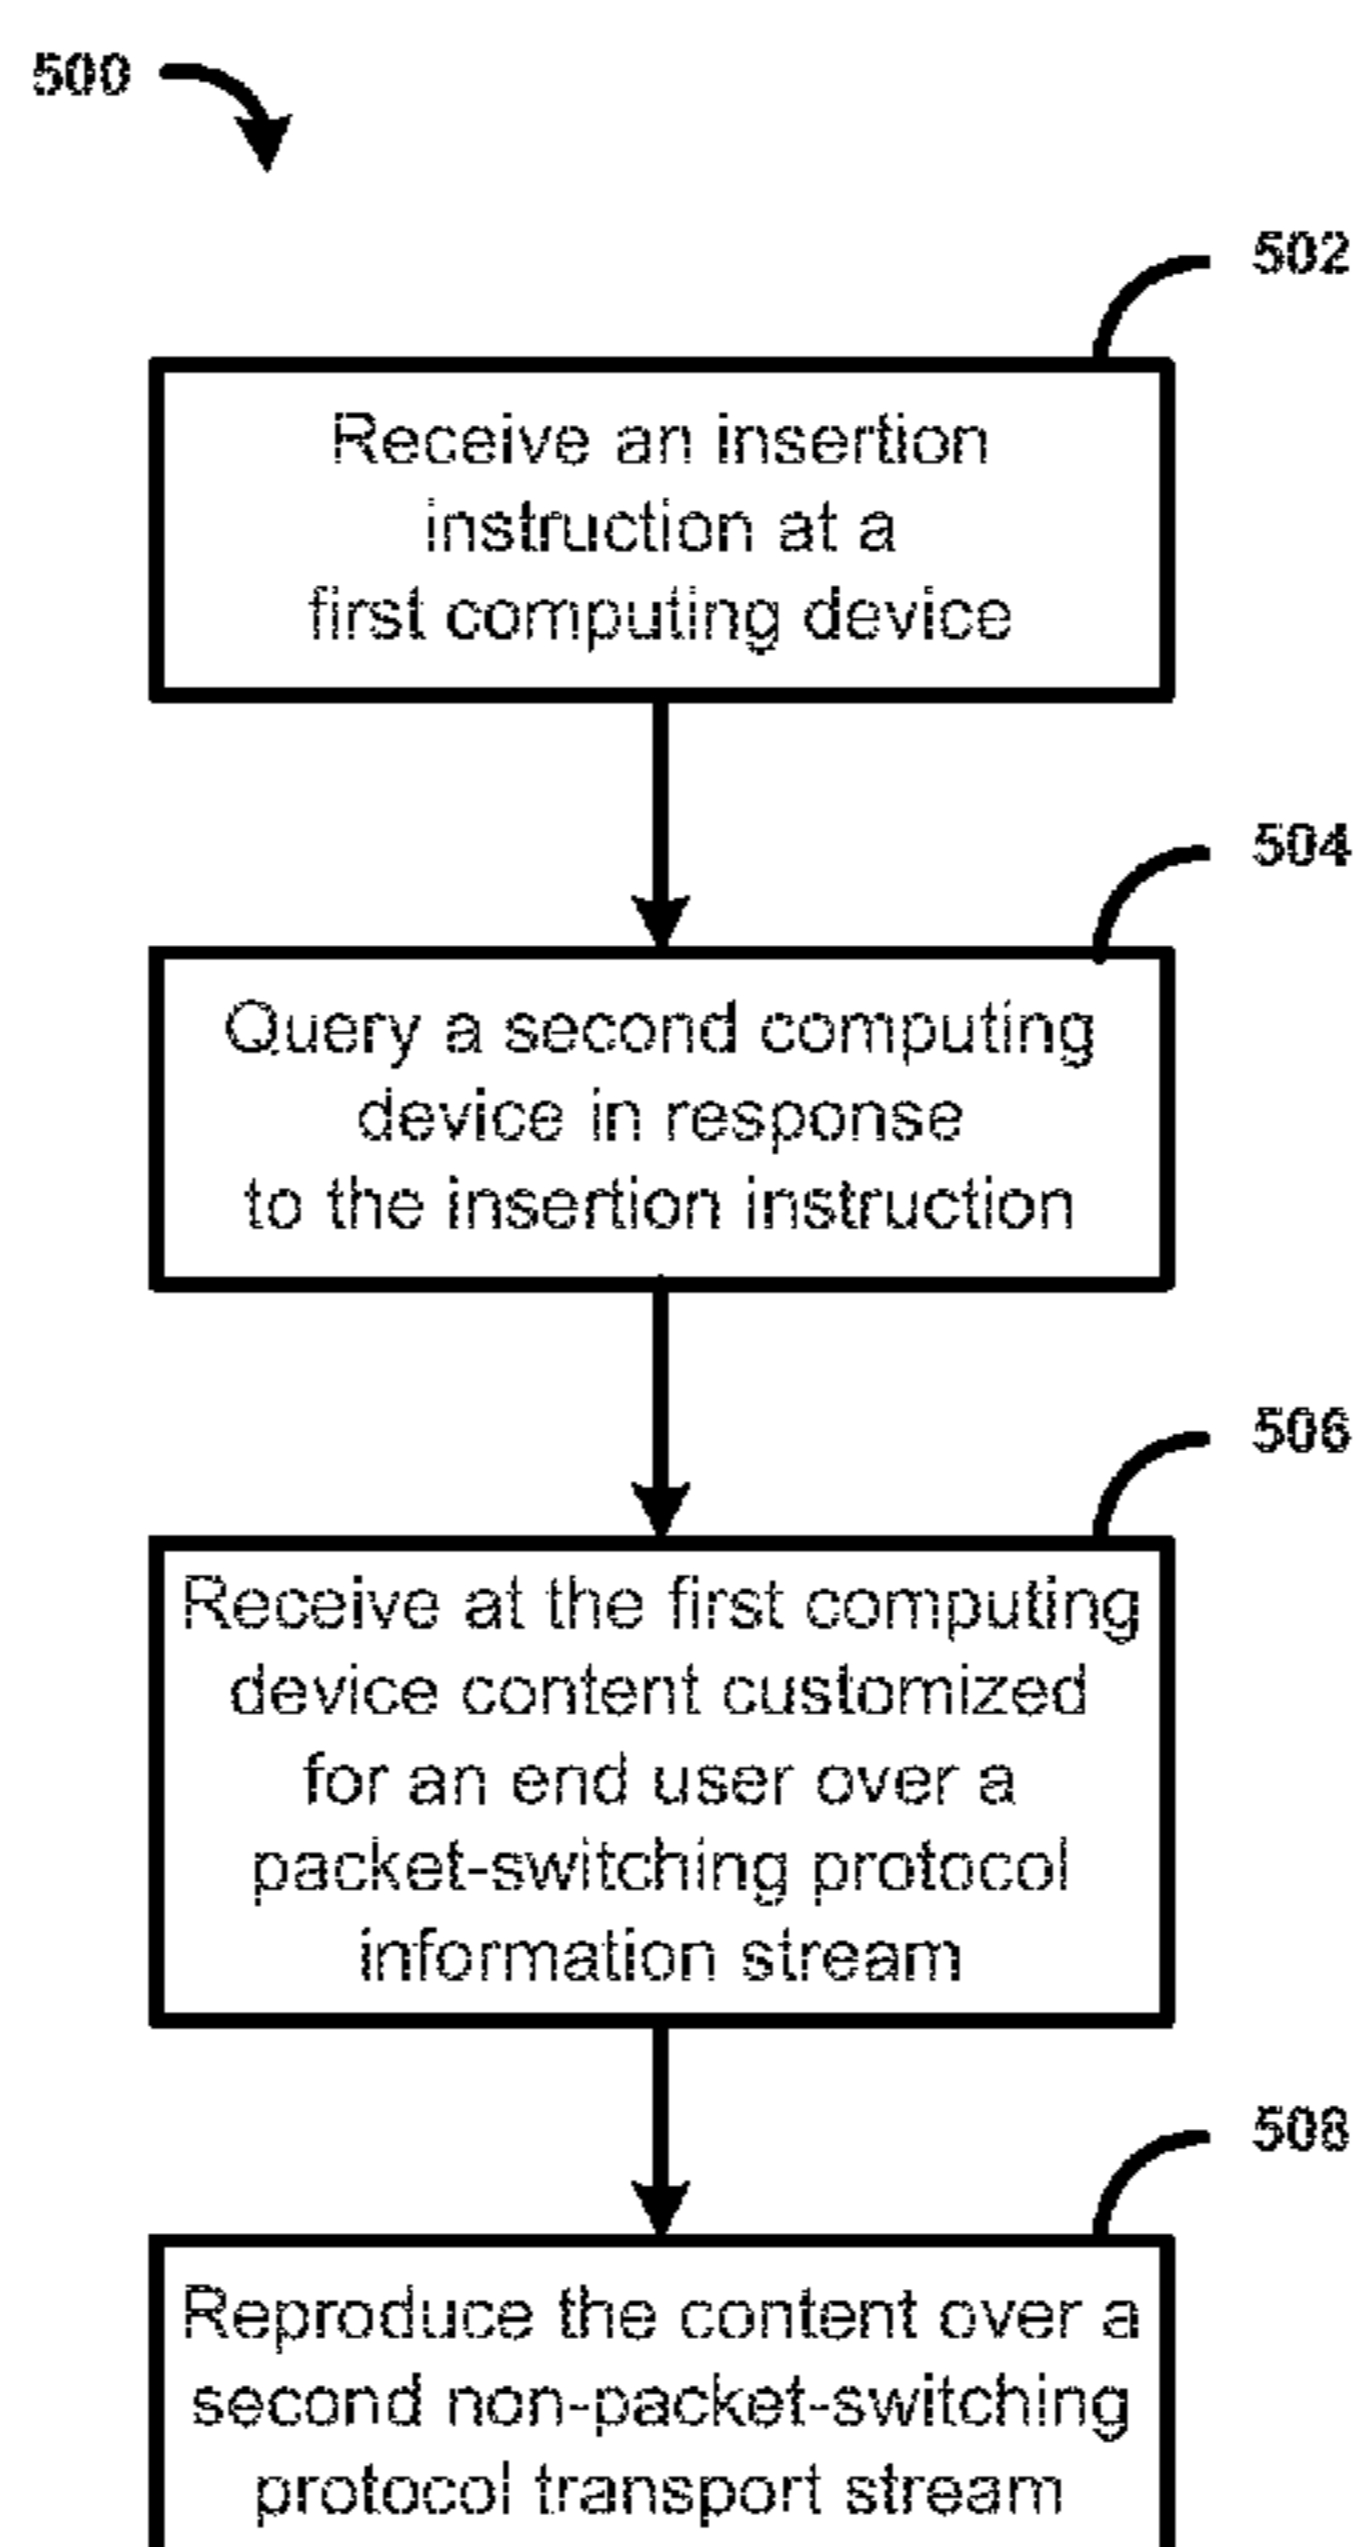 500
502
Receive an insertion
instruction at a
first computing device
504
Query a second computing
device in response
to the insertion instruction
506
Receive at the first computing
device content customized
for an end user over a
packet-switching protocol
information stream
508
Reproduce the content over a
second non-packet-switching
protocol transport stream